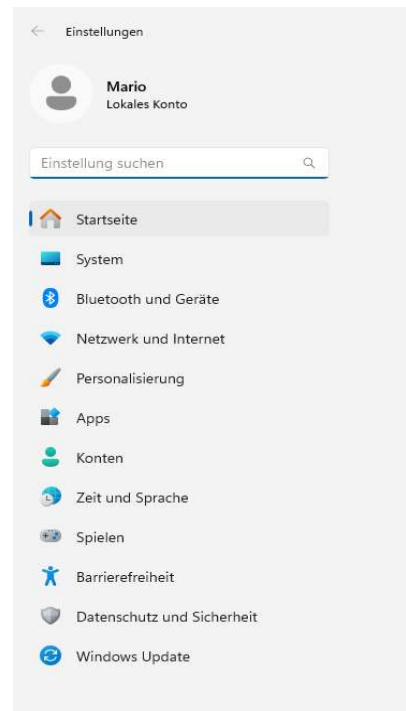 Einstellungen
Mario
Lokales Konto
Einstellung suchen
Startseite
System
Bluetooth und Geräte
Netzwerk und Internet
Personalisierung
Apps
Konten
Zeit und Sprache
Spielen
Barrierefreiheit
Datenschutz und Sicherheit
Windows Update